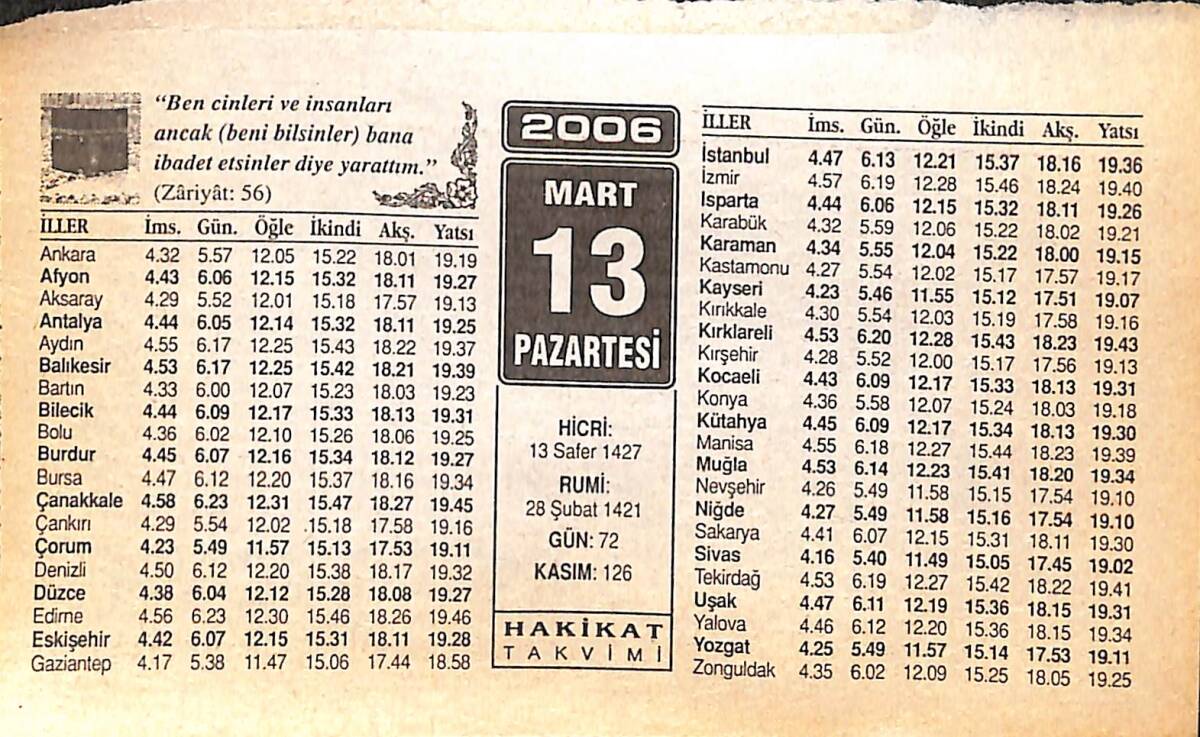 “Ben cinleri ve insanları
ancak (beni bilsinler) bana
ibadet etsinler diye yarattım.”
(Zâriyât: 56)
İLLER İms. Gün. Öğle İkindi Akş. Yatsı
Ankara 4.32 5.57 12.05 15.22 18.01 19.19
Afyon 4.43 6.06 12.15 15.32 18.11 19.27
Aksaray 4.29 5.52 12.01 15.18 17.57 19.13
Antalya 4.44 6.05 12.14 15.32 18.11 19.25
Aydın 4.55 6.17 12.25 15.43 18.22 19.37
Balıkesir 4.53 6.17 12.25 15.42 18.21 19.39
Bartın 4.33 6.00 12.07 15.23 18.03 19.23
Bilecik 4.44 6.09 12.17 15.33 18.13 19.31
Bolu 4.36 6.02 12.10 15.26 18.06 19.25
Burdur 4.45 6.07 12.16 15.34 18.12 19.27
Bursa 4.47 6.12 12.20 15.37 18.16 19.34
Çanakkale 4.58 6.23 12.31 15.47 18.27 19.45
Çankırı 4.29 5.54 12.02 15.18 17.58 19.16
Çorum 4.23 5.49 11.57 15.13 17.53 19.11
Denizli 4.50 6.12 12.20 15.38 18.17 19.32
Düzce 4.38 6.04 12.12 15.28 18.08 19.27
Edirne 4.56 6.23 12.30 15.46 18.26 19.46
Eskişehir 4.42 6.07 12.15 15.31 18.11 19.28
Gaziantep 4.17 5.38 11.47 15.06 17.44 18.58
2006
MART
13
PAZARTESİ
HİCRİ:
13 Safer 1427
RUMİ:
28 Şubat 1421
GÜN: 72
KASIM: 126
HAKİKAT
TAKVİMİ
İLLER İms. Gün. Öğle İkindi Akş. Yatsı
İstanbul 4.47 6.13 12.21 15.37 18.16 19.36
İzmir 4.57 6.19 12.28 15.46 18.24 19.40
Isparta 4.44 6.06 12.15 15.32 18.11 19.26
Karabük 4.32 5.59 12.06 15.22 18.02 19.21
Karaman 4.34 5.55 12.04 15.22 18.00 19.15
Kastamonu 4.27 5.54 12.02 15.17 17.57 19.17
Kayseri 4.23 5.46 11.55 15.12 17.51 19.07
Kırıkkale 4.30 5.54 12.03 15.19 17.58 19.16
Kırklareli 4.53 6.20 12.28 15.43 18.23 19.43
Kırşehir 4.28 5.52 12.00 15.17 17.56 19.13
Kocaeli 4.43 6.09 12.17 15.33 18.13 19.31
Konya 4.36 5.58 12.07 15.24 18.03 19.18
Kütahya 4.45 6.09 12.17 15.34 18.13 19.30
Manisa 4.55 6.18 12.27 15.44 18.23 19.39
Muğla 4.53 6.14 12.23 15.41 18.20 19.34
Nevşehir 4.26 5.49 11.58 15.15 17.54 19.10
Niğde 4.27 5.49 11.58 15.16 17.54 19.10
Sakarya 4.41 6.07 12.15 15.31 18.11 19.30
Sivas 4.16 5.40 11.49 15.05 17.45 19.02
Tekirdağ 4.53 6.19 12.27 15.42 18.22 19.41
Uşak 4.47 6.11 12.19 15.36 18.15 19.31
Yalova 4.46 6.12 12.20 15.36 18.15 19.34
Yozgat 4.25 5.49 11.57 15.14 17.53 19.11
Zonguldak 4.35 6.02 12.09 15.25 18.05 19.25